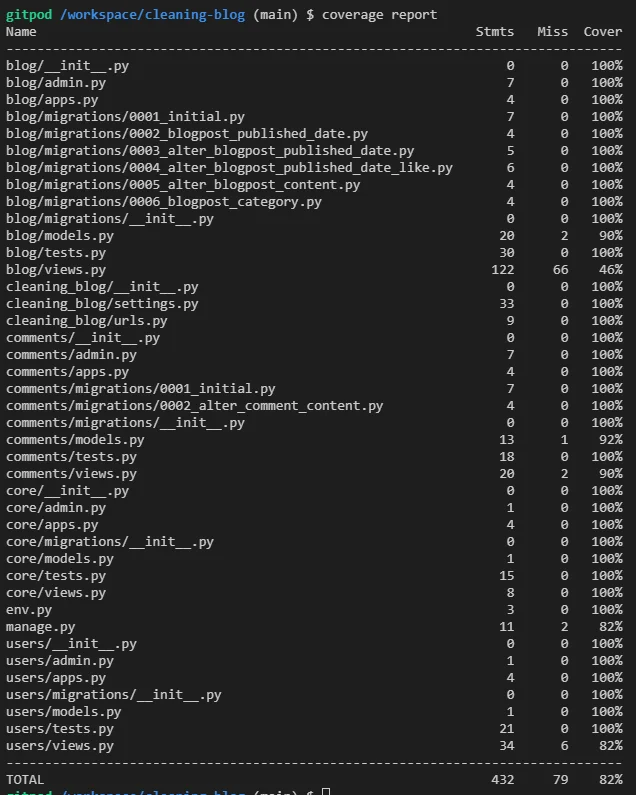 gitpod /workspace/cleaning-blog (main) $ coverage report
Name Stmts Miss Cover
--------------------------------------------------------------------------------
blog/__init__.py 0 0 100%
blog/admin.py 7 0 100%
blog/apps.py 4 0 100%
blog/migrations/0001_initial.py 7 0 100%
blog/migrations/0002_blogpost_published_date.py 4 0 100%
blog/migrations/0003_alter_blogpost_published_date.py 5 0 100%
blog/migrations/0004_alter_blogpost_published_date_like.py 6 0 100%
blog/migrations/0005_alter_blogpost_content.py 4 0 100%
blog/migrations/0006_blogpost_category.py 4 0 100%
blog/migrations/__init__.py 0 0 100%
blog/models.py 20 2 90%
blog/tests.py 30 0 100%
blog/views.py 122 66 46%
cleaning_blog/__init__.py 0 0 100%
cleaning_blog/settings.py 33 0 100%
cleaning_blog/urls.py 9 0 100%
comments/__init__.py 0 0 100%
comments/admin.py 7 0 100%
comments/apps.py 4 0 100%
comments/migrations/0001_initial.py 7 0 100%
comments/migrations/0002_alter_comment_content.py 4 0 100%
comments/migrations/__init__.py 0 0 100%
comments/models.py 13 1 92%
comments/tests.py 18 0 100%
comments/views.py 20 2 90%
core/__init__.py 0 0 100%
core/admin.py 1 0 100%
core/apps.py 4 0 100%
core/migrations/__init__.py 0 0 100%
core/models.py 1 0 100%
core/tests.py 15 0 100%
core/views.py 8 0 100%
env.py 3 0 100%
manage.py 11 2 82%
users/__init__.py 0 0 100%
users/admin.py 1 0 100%
users/apps.py 4 0 100%
users/migrations/__init__.py 0 0 100%
users/models.py 1 0 100%
users/tests.py 21 0 100%
users/views.py 34 6 82%
--------------------------------------------------------------------------------
TOTAL 432 79 82%
gitpod /workspace/cleaning-blog (main) $